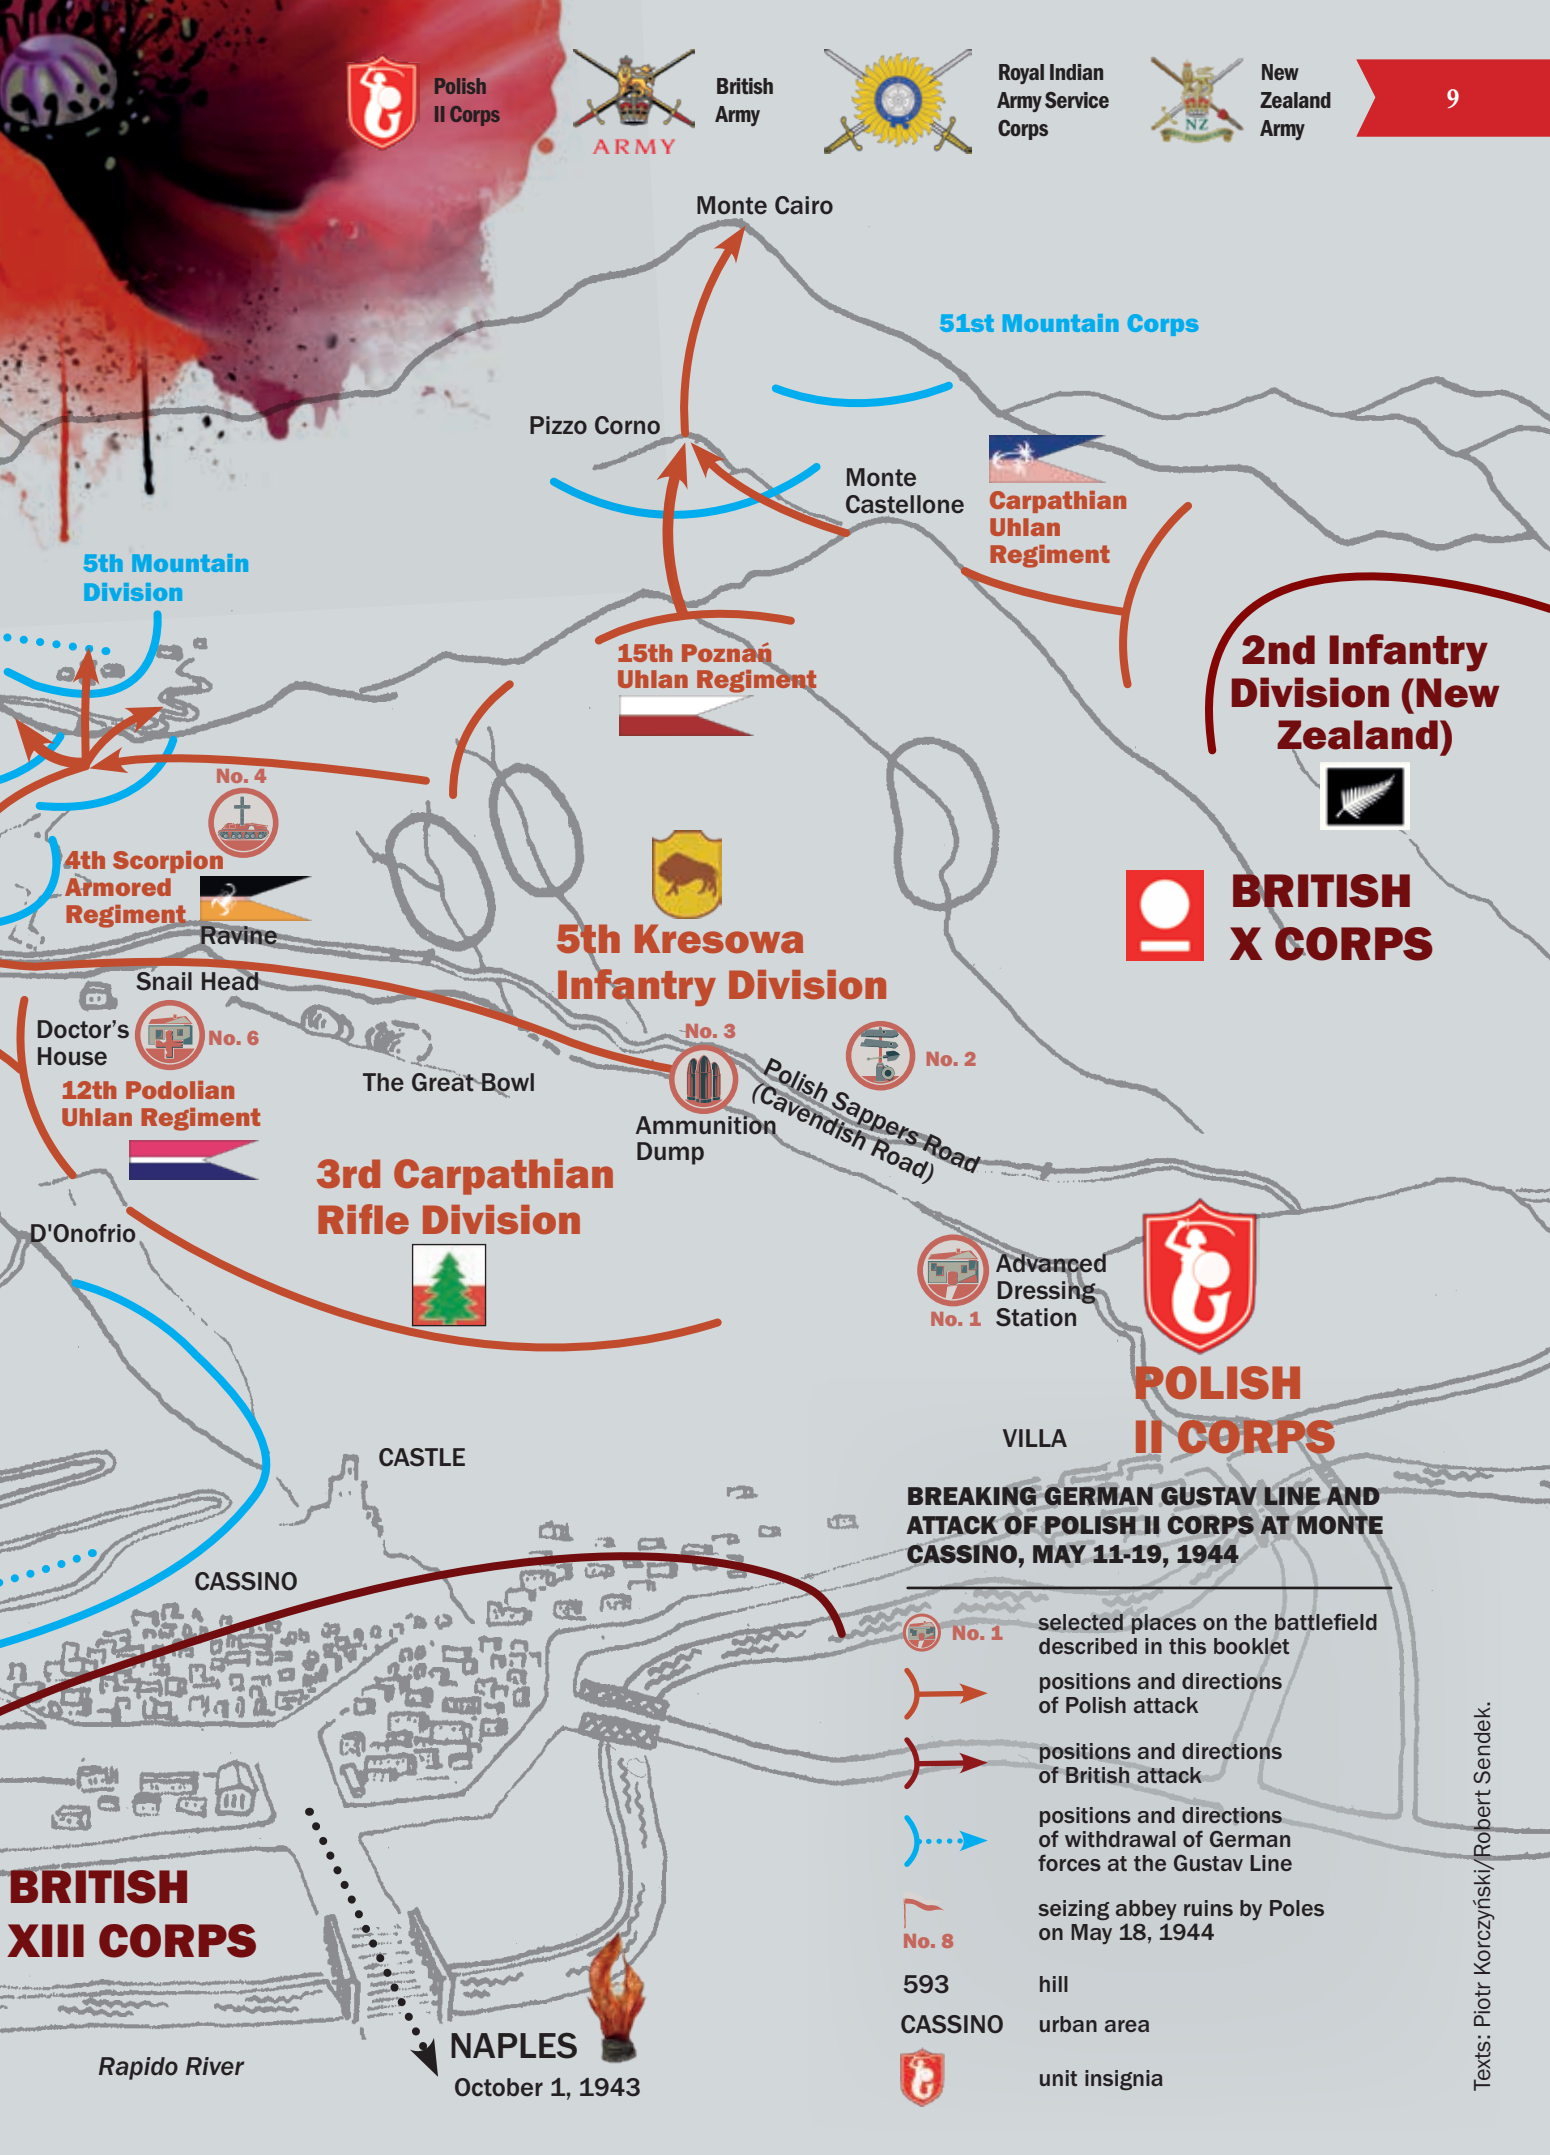 Polish
II Corps
ARMY
British
Army
Royal Indian
Army Service
Corps
NZ
New
Zealand
Army
9
Monte Cairo
51st Mountain Corps
Pizzo Corno
Monte
Castellone
Carpathian
Uhlan
Regiment
5th Mountain
Division
15th Poznań
Uhlan Regiment
2nd Infantry
Division (New
Zealand)
No. 4
4th Scorpion
Armored
Regiment
Ravine
5th Kresowa
Infantry Division
BRITISH
X CORPS
Snail Head
Doctor's
House
No. 6
12th Podolian
Uhlan Regiment
The Great Bowl
No. 3
Ammunition
Dump
No. 2
Polish Sappers Road
(Cavendish Road)
3rd Carpathian
Rifle Division
D'Onofrio
Advanced
Dressing
Station
No. 1
POLISH
II CORPS
VILLA
CASTLE
CASSINO
BREAKING GERMAN GUSTAV LINE AND
ATTACK OF POLISH II CORPS AT MONTE
CASSINO, MAY 11-19, 1944
No. 1
selected places on the battlefield
described in this booklet
positions and directions
of Polish attack
positions and directions
of British attack
positions and directions
of withdrawal of German
forces at the Gustav Line
No. 8
seizing abbey ruins by Poles
on May 18, 1944
593 hill
CASSINO urban area
unit insignia
BRITISH
XIII CORPS
NAPLES
October 1, 1943
Rapido River
Texts: Piotr Korczyński/Robert Sendek.